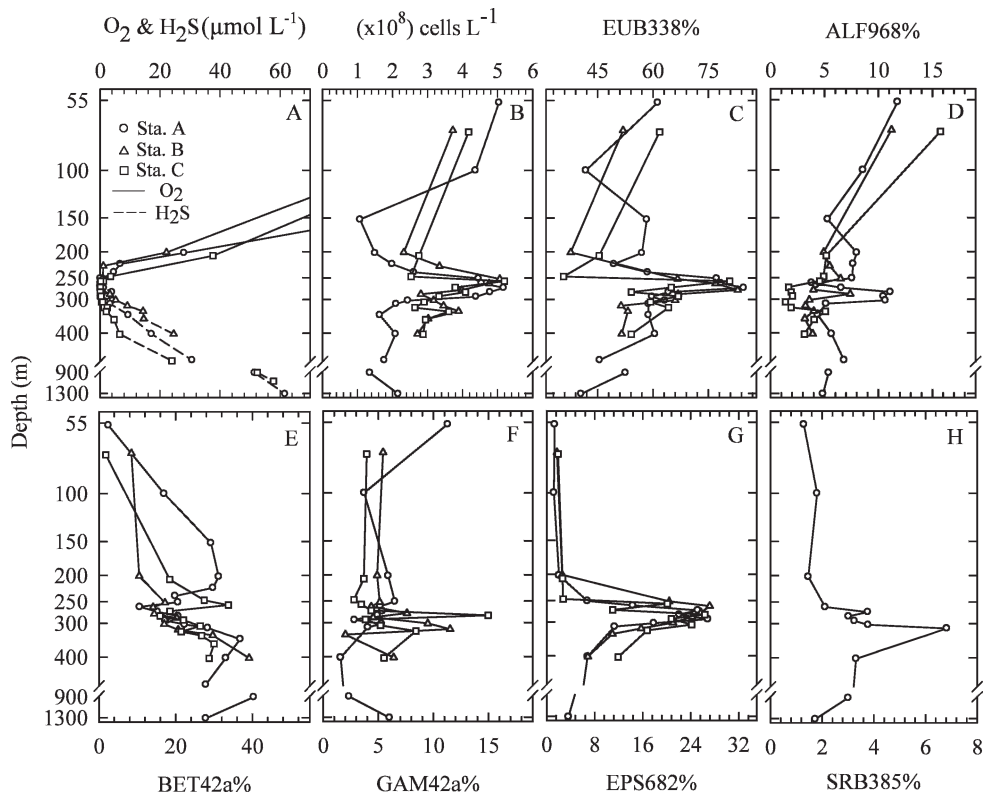 O2 & H2S(μmol L-1)
(x10^8) cells L-1
EUB338%
ALF968%
0 20 40 60
0 1 2 3 4 5 6
45 60 75
0 5 10 15
55
100
150
200
250
300
400
900
1300
A
B
C
D
Sta. A
Sta. B
Sta. C
O2
H2S
Depth (m)
55
100
150
200
250
300
400
900
1300
E
F
G
H
0 20 40
0 5 10 15
0 8 16 24 32
0 2 4 6 8
BET42a%
GAM42a%
EPS682%
SRB385%